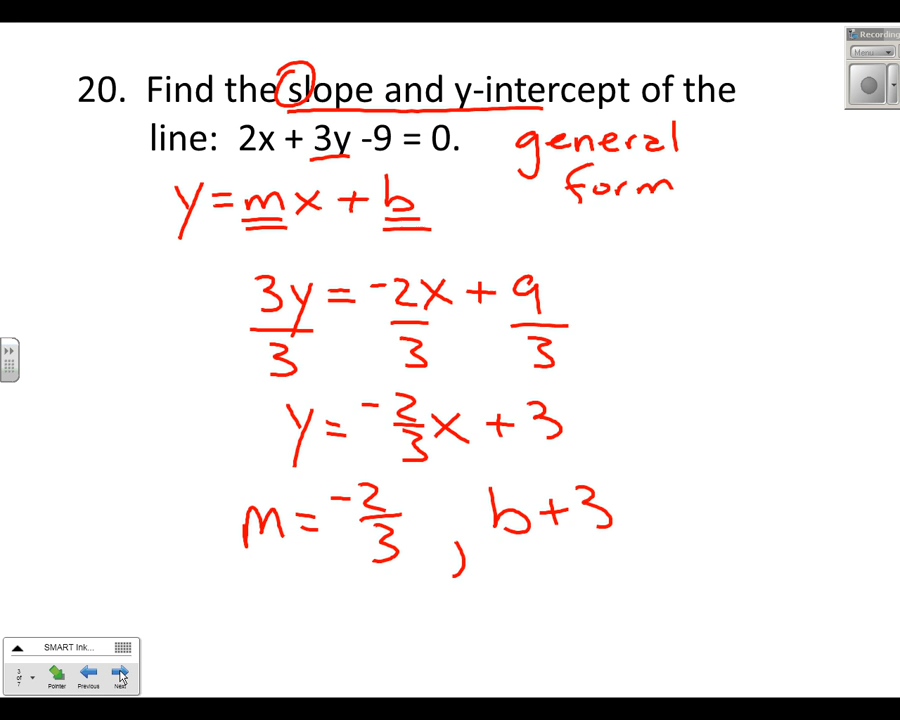 Recording
Menu
20. Find the slope and y-intercept of the
line: 2x + 3y -9 = 0.
general
form
y = mx + b
3y = -2x + 9
3 3 3
y = -2/3 x + 3
m = -2/3 , b+3
SMART Ink...
3 of 7
Pointer Previous Next